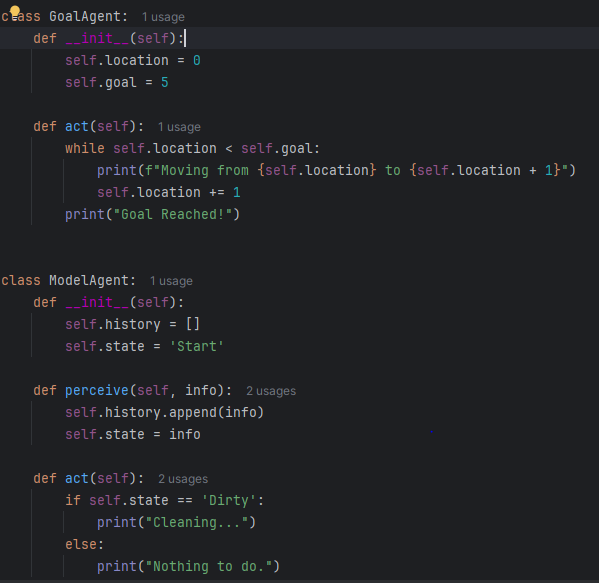 class GoalAgent: 1 usage
    def __init__(self):
        self.location = 0
        self.goal = 5

    def act(self): 1 usage
        while self.location < self.goal:
            print(f"Moving from {self.location} to {self.location + 1}")
            self.location += 1
        print("Goal Reached!")


class ModelAgent: 1 usage
    def __init__(self):
        self.history = []
        self.state = 'Start'

    def perceive(self, info): 2 usages
        self.history.append(info)
        self.state = info

    def act(self): 2 usages
        if self.state == 'Dirty':
            print("Cleaning...")
        else:
            print("Nothing to do.")